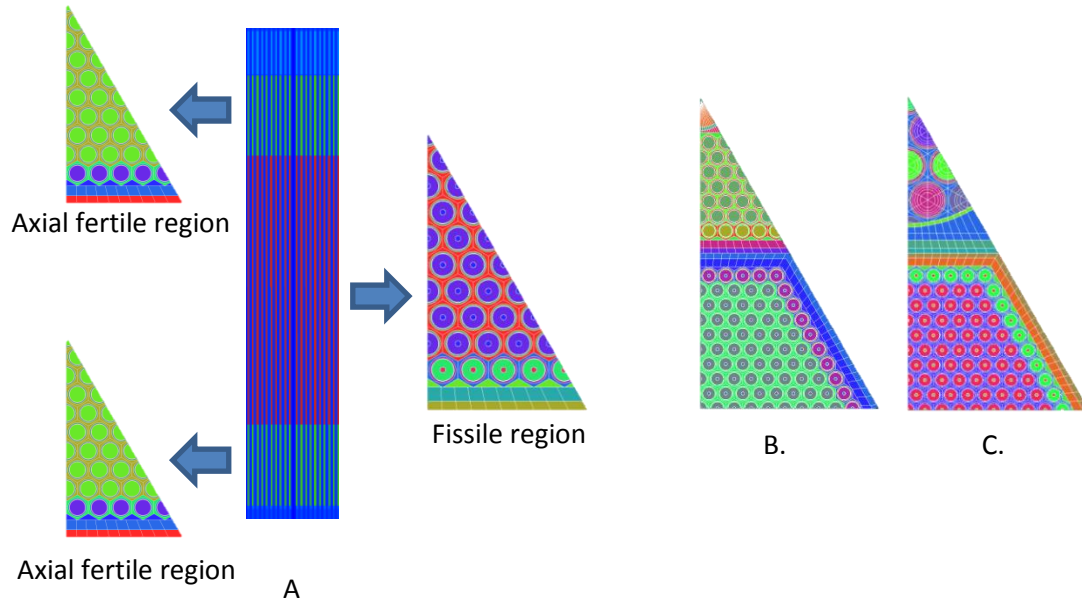 Axial fertile region
Fissile region
Axial fertile region
A
B.
C.